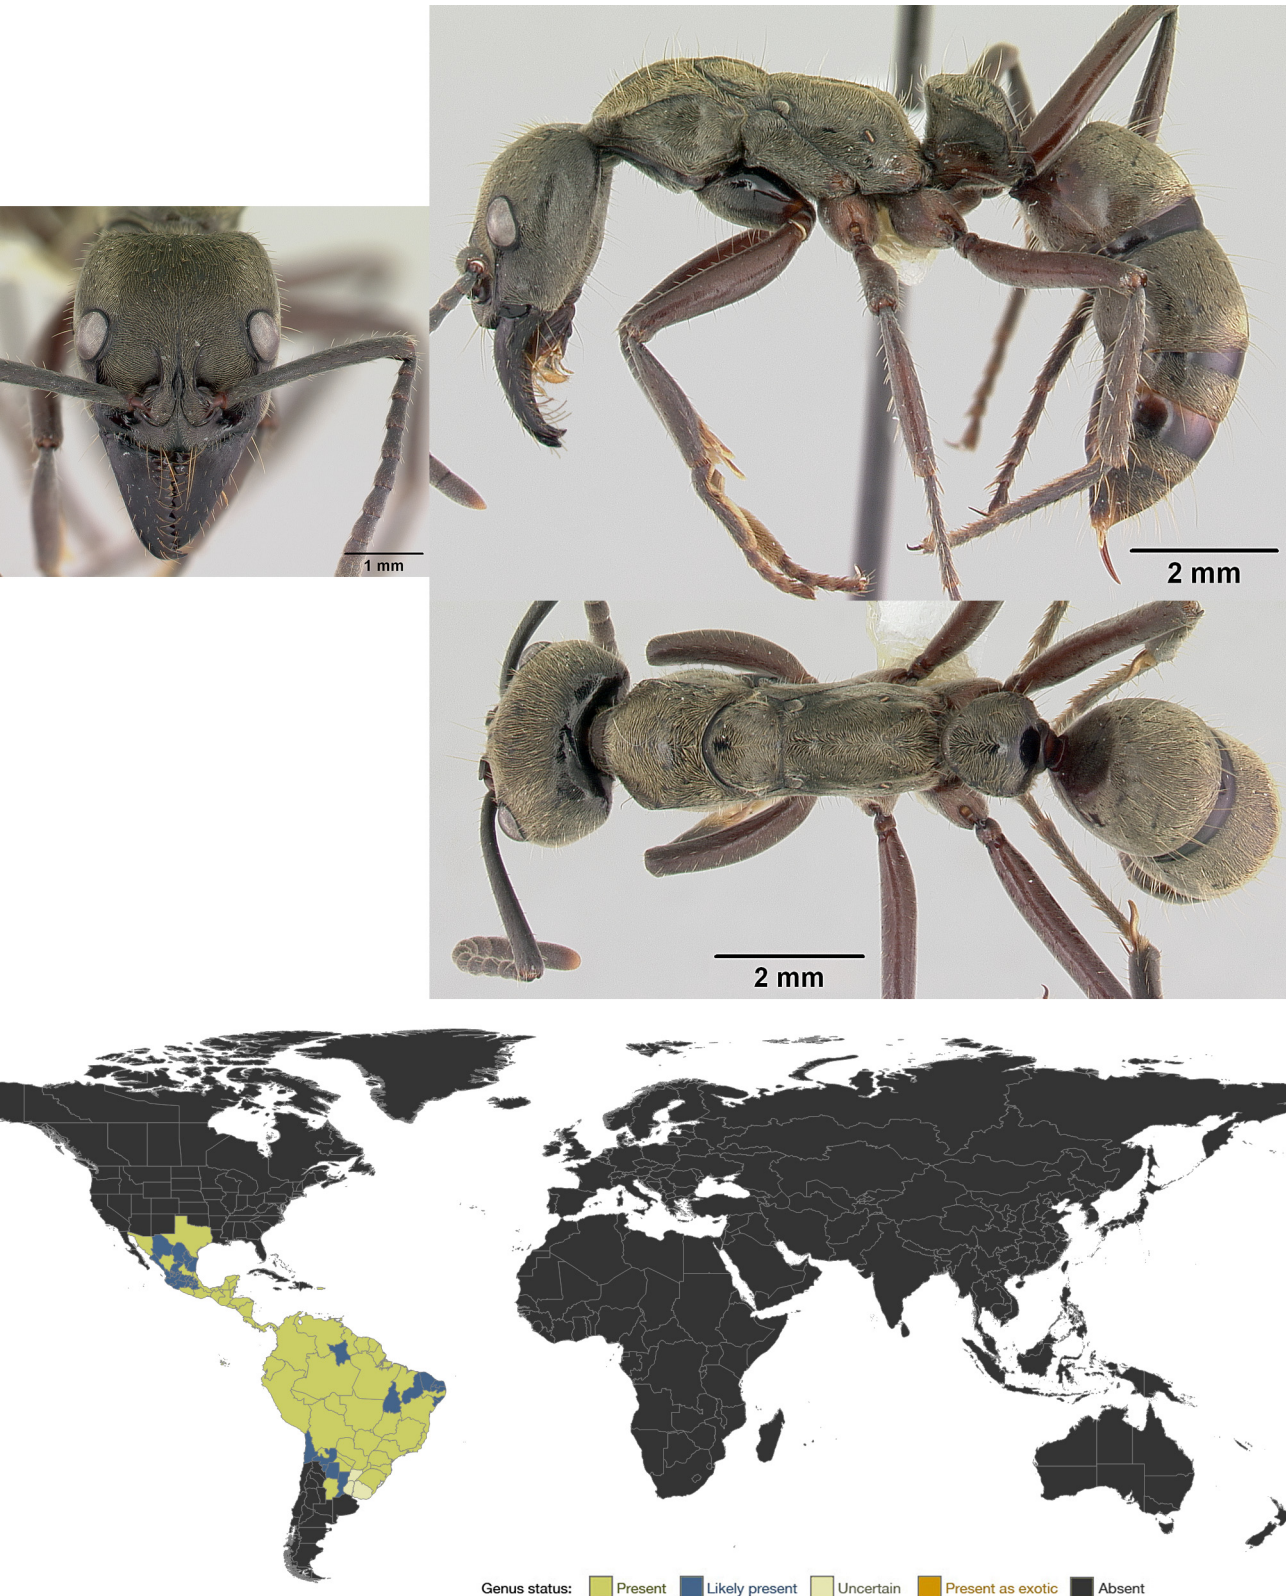 1 mm
2 mm
2 mm
Genus status: Present Likely present Uncertain Present as exotic Absent